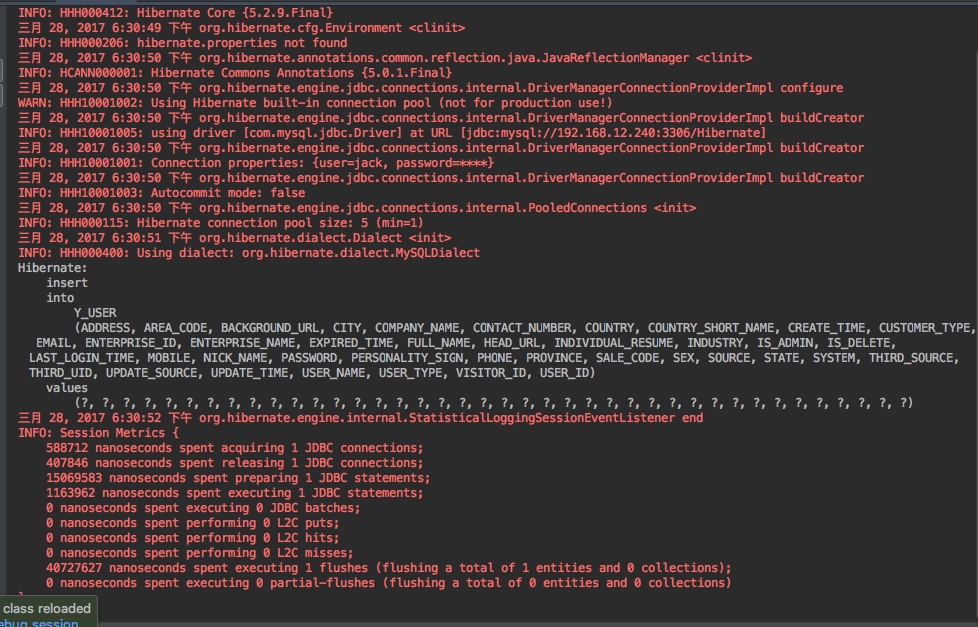 INFO: HHH000412: Hibernate Core {5.2.9.Final}
三月 28, 2017 6:30:49 下午 org.hibernate.cfg.Environment <clinit>
INFO: HHH000206: hibernate.properties not found
三月 28, 2017 6:30:50 下午 org.hibernate.annotations.common.reflection.java.JavaReflectionManager <clinit>
INFO: HCANN000001: Hibernate Commons Annotations {5.0.1.Final}
三月 28, 2017 6:30:50 下午 org.hibernate.engine.jdbc.connections.internal.DriverManagerConnectionProviderImpl configure
WARN: HHH10001002: Using Hibernate built-in connection pool (not for production use!)
三月 28, 2017 6:30:50 下午 org.hibernate.engine.jdbc.connections.internal.DriverManagerConnectionProviderImpl buildCreator
INFO: HHH10001005: using driver [com.mysql.jdbc.Driver] at URL [jdbc:mysql://192.168.12.240:3306/Hibernate]
三月 28, 2017 6:30:50 下午 org.hibernate.engine.jdbc.connections.internal.DriverManagerConnectionProviderImpl buildCreator
INFO: HHH10001001: Connection properties: {user=jack, password=****}
三月 28, 2017 6:30:50 下午 org.hibernate.engine.jdbc.connections.internal.DriverManagerConnectionProviderImpl buildCreator
INFO: HHH10001003: Autocommit mode: false
三月 28, 2017 6:30:50 下午 org.hibernate.engine.jdbc.connections.internal.PooledConnections <init>
INFO: HHH000115: Hibernate connection pool size: 5 (min=1)
三月 28, 2017 6:30:51 下午 org.hibernate.dialect.Dialect <init>
INFO: HHH000400: Using dialect: org.hibernate.dialect.MySQLDialect
Hibernate:
insert
into
Y_USER
(ADDRESS, AREA_CODE, BACKGROUND_URL, CITY, COMPANY_NAME, CONTACT_NUMBER, COUNTRY, COUNTRY_SHORT_NAME, CREATE_TIME, CUSTOMER_TYPE,
EMAIL, ENTERPRISE_ID, ENTERPRISE_NAME, EXPIRED_TIME, FULL_NAME, HEAD_URL, INDIVIDUAL_RESUME, INDUSTRY, IS_ADMIN, IS_DELETE,
LAST_LOGIN_TIME, MOBILE, NICK_NAME, PASSWORD, PERSONALITY_SIGN, PHONE, PROVINCE, SALE_CODE, SEX, SOURCE, STATE, SYSTEM, THIRD_SOURCE,
THIRD_UID, UPDATE_SOURCE, UPDATE_TIME, USER_NAME, USER_TYPE, VISITOR_ID, USER_ID)
values
(?, ?, ?, ?, ?, ?, ?, ?, ?, ?, ?, ?, ?, ?, ?, ?, ?, ?, ?, ?, ?, ?, ?, ?, ?, ?, ?, ?, ?, ?, ?, ?, ?, ?, ?, ?, ?, ?, ?, ?)
三月 28, 2017 6:30:52 下午 org.hibernate.engine.internal.StatisticalLoggingSessionEventListener end
INFO: Session Metrics {
588712 nanoseconds spent acquiring 1 JDBC connections;
407846 nanoseconds spent releasing 1 JDBC connections;
15069583 nanoseconds spent preparing 1 JDBC statements;
1163962 nanoseconds spent executing 1 JDBC statements;
0 nanoseconds spent executing 0 JDBC batches;
0 nanoseconds spent performing 0 L2C puts;
0 nanoseconds spent performing 0 L2C hits;
0 nanoseconds spent performing 0 L2C misses;
40727627 nanoseconds spent executing 1 flushes (flushing a total of 1 entities and 0 collections);
0 nanoseconds spent executing 0 partial-flushes (flushing a total of 0 entities and 0 collections)
class reloaded
ebug session